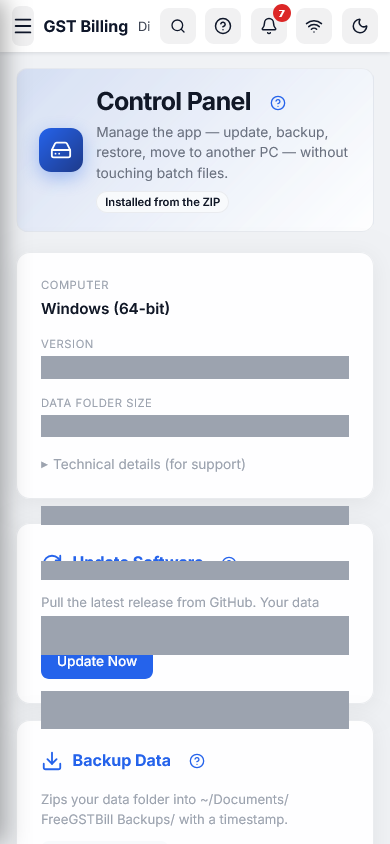 GST Billing Di
7
Control Panel
Manage the app — update, backup,
restore, move to another PC — without
touching batch files.
Installed from the ZIP
COMPUTER
Windows (64-bit)
VERSION
DATA FOLDER SIZE
▸ Technical details (for support)
Update Software
Pull the latest release from GitHub. Your data
Update Now
Backup Data
Zips your data folder into ~/Documents/
FreeGSTBill Backups/ with a timestamp.